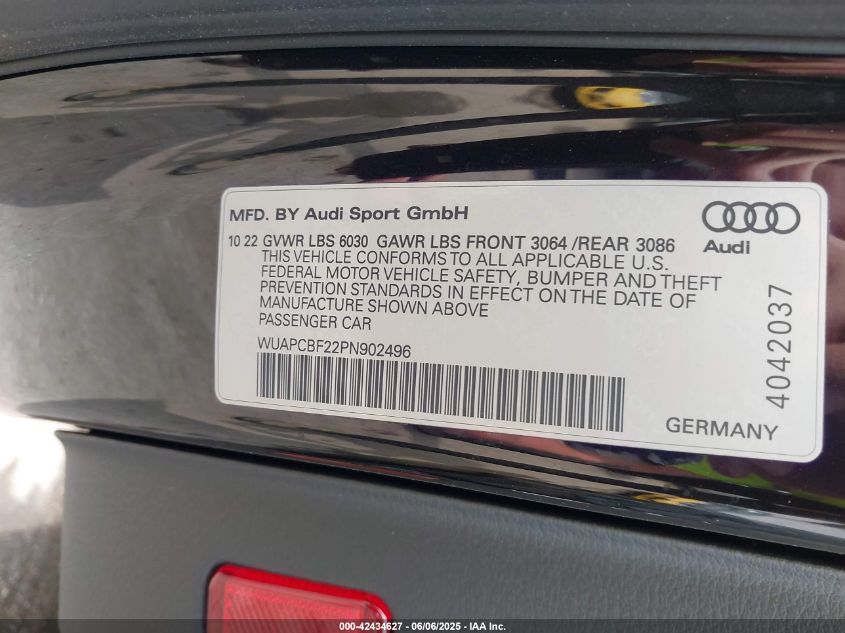 MFD. BY Audi Sport GmbH
Audi
10 22 GVWR LBS 6030 GAWR LBS FRONT 3064 /REAR 3086
THIS VEHICLE CONFORMS TO ALL APPLICABLE U.S.
FEDERAL MOTOR VEHICLE SAFETY, BUMPER AND THEFT
PREVENTION STANDARDS IN EFFECT ON THE DATE OF
MANUFACTURE SHOWN ABOVE
PASSENGER CAR
WUAPCBF22PN902496
4042037
GERMANY
000-42434627 - 06/06/2025 - IAA Inc.